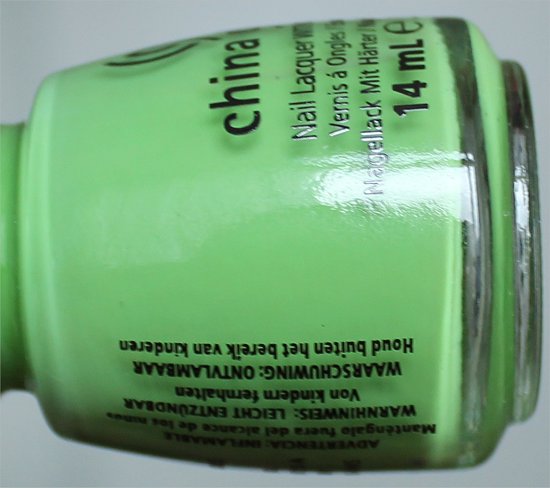 china
Nail Lacquer
Vernis á Ongles
Nagellack Mit Härter
14 mL e
ADVERTENCIA: INFLAMABLE
Manténgalo fuera del alcance de los niños
WARNHINWEIS: LEICHT ENTZÜNDBAR
Von kindern fernhalten
WAARSCHUWING: ONTVLAMBAAR
Houd buiten het bereik van kinderen